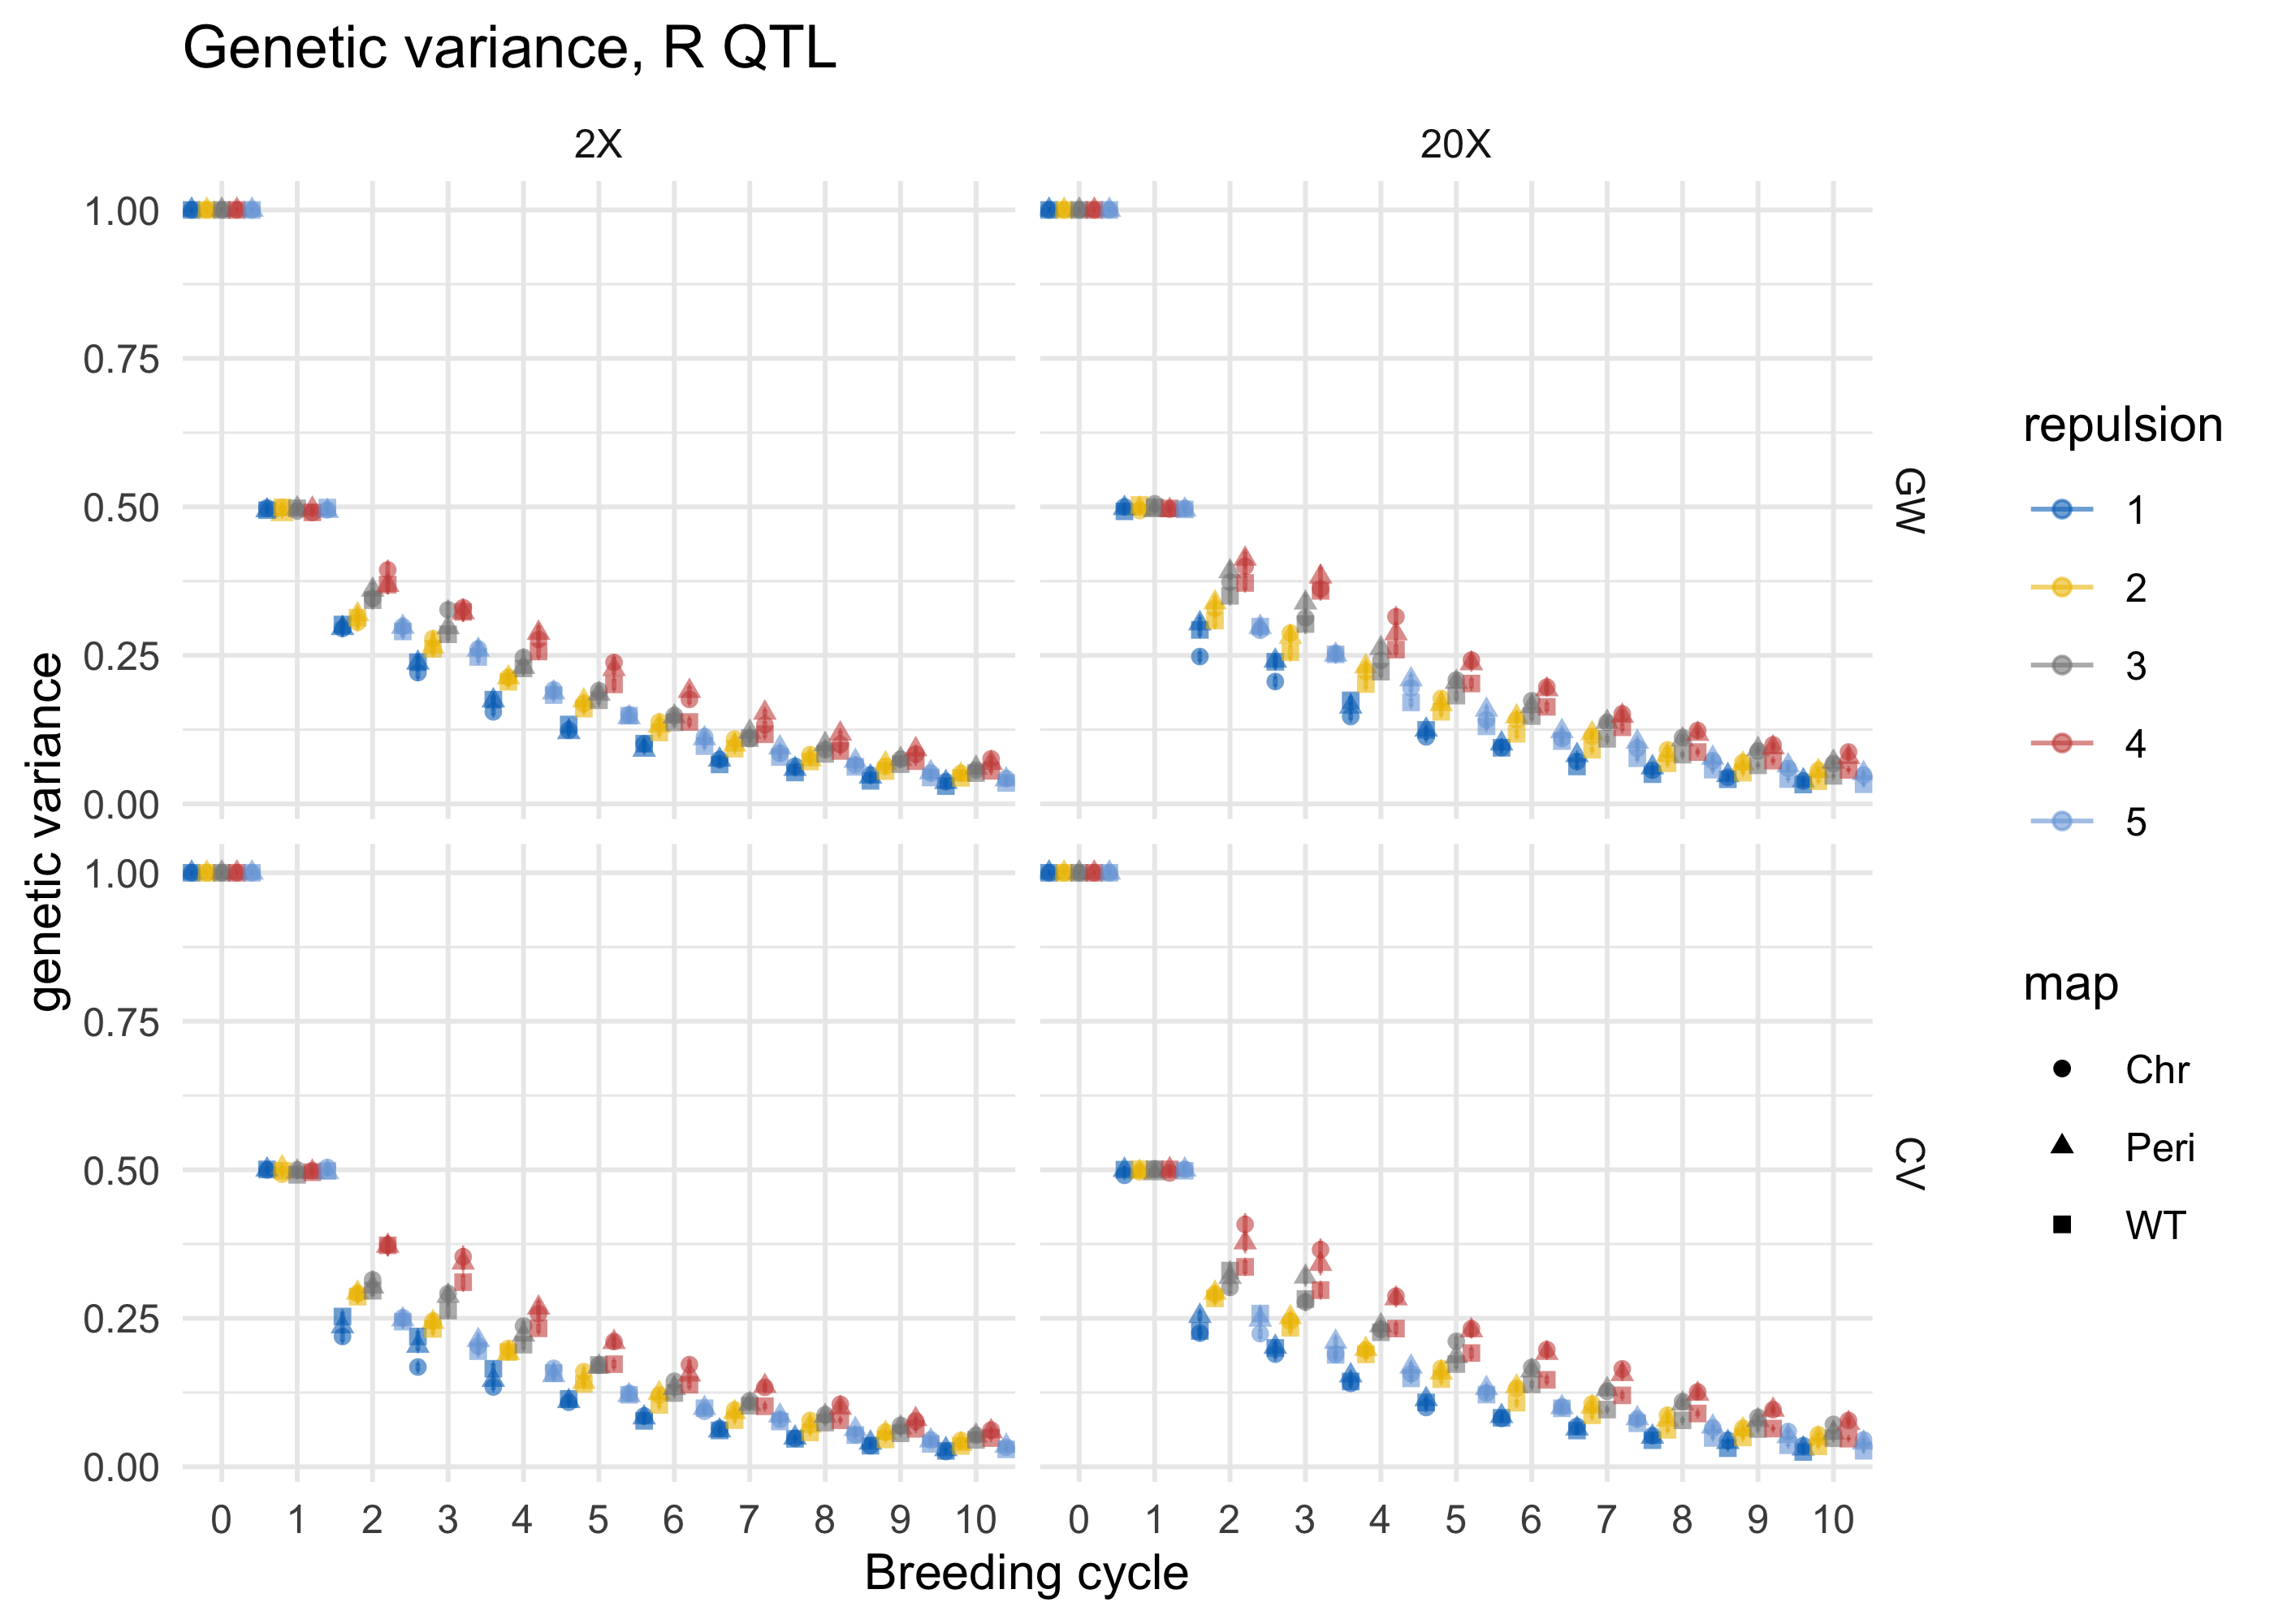 Genetic variance, R QTL
2X
20X
1.00
0.75
0.50
0.25
0.00
GW
1.00
0.75
0.50
0.25
0.00
CV
genetic variance
0 1 2 3 4 5 6 7 8 9 10
0 1 2 3 4 5 6 7 8 9 10
Breeding cycle
repulsion
1
2
3
4
5
map
Chr
Peri
WT